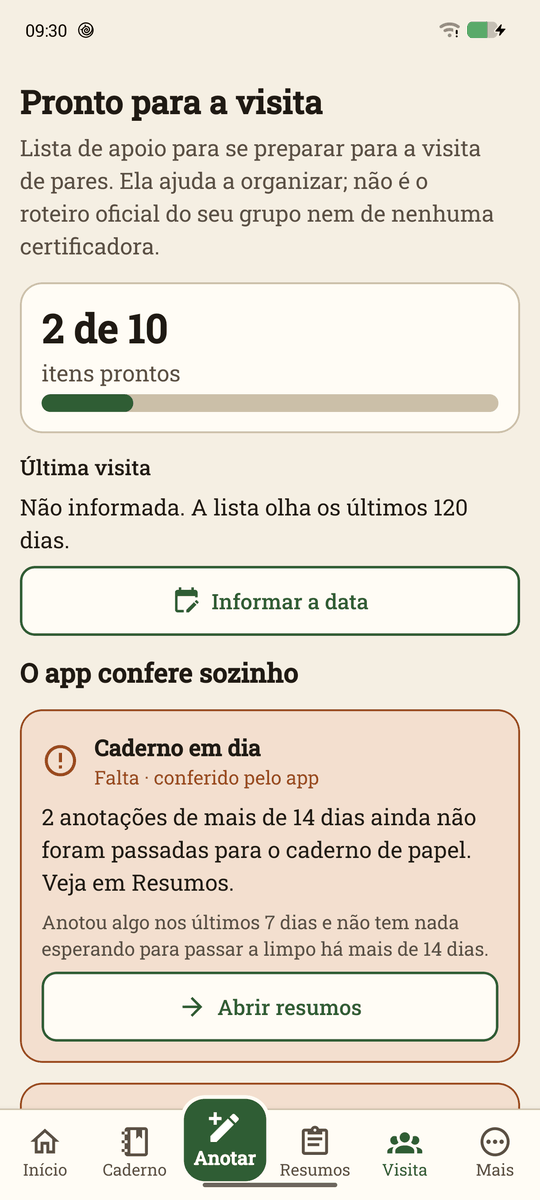 09:30
Pronto para a visita
Lista de apoio para se preparar para a visita
de pares. Ela ajuda a organizar; não é o
roteiro oficial do seu grupo nem de nenhuma
certificadora.
2 de 10
itens prontos
Última visita
Não informada. A lista olha os últimos 120
dias.
Informar a data
O app confere sozinho
Caderno em dia
Falta · conferido pelo app
2 anotações de mais de 14 dias ainda não
foram passadas para o caderno de papel.
Veja em Resumos.
Anotou algo nos últimos 7 dias e não tem nada
esperando para passar a limpo há mais de 14 dias.
Abrir resumos
Início
Caderno
Anotar
Resumos
Visita
Mais